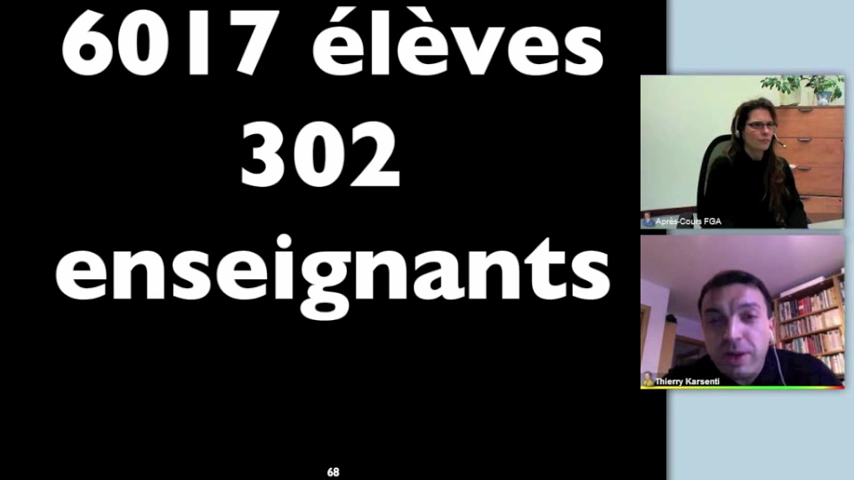 6017 élèves
302
enseignants
68
Après-Cours FGA
Thierry Karsenti